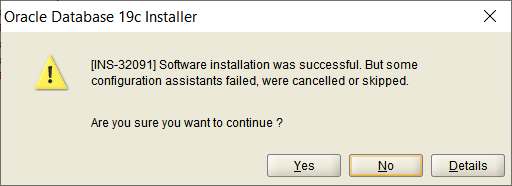 Oracle Database 19c Installer
[INS-32091] Software installation was successful. But some
configuration assistants failed, were cancelled or skipped.
Are you sure you want to continue ?
Yes No Details